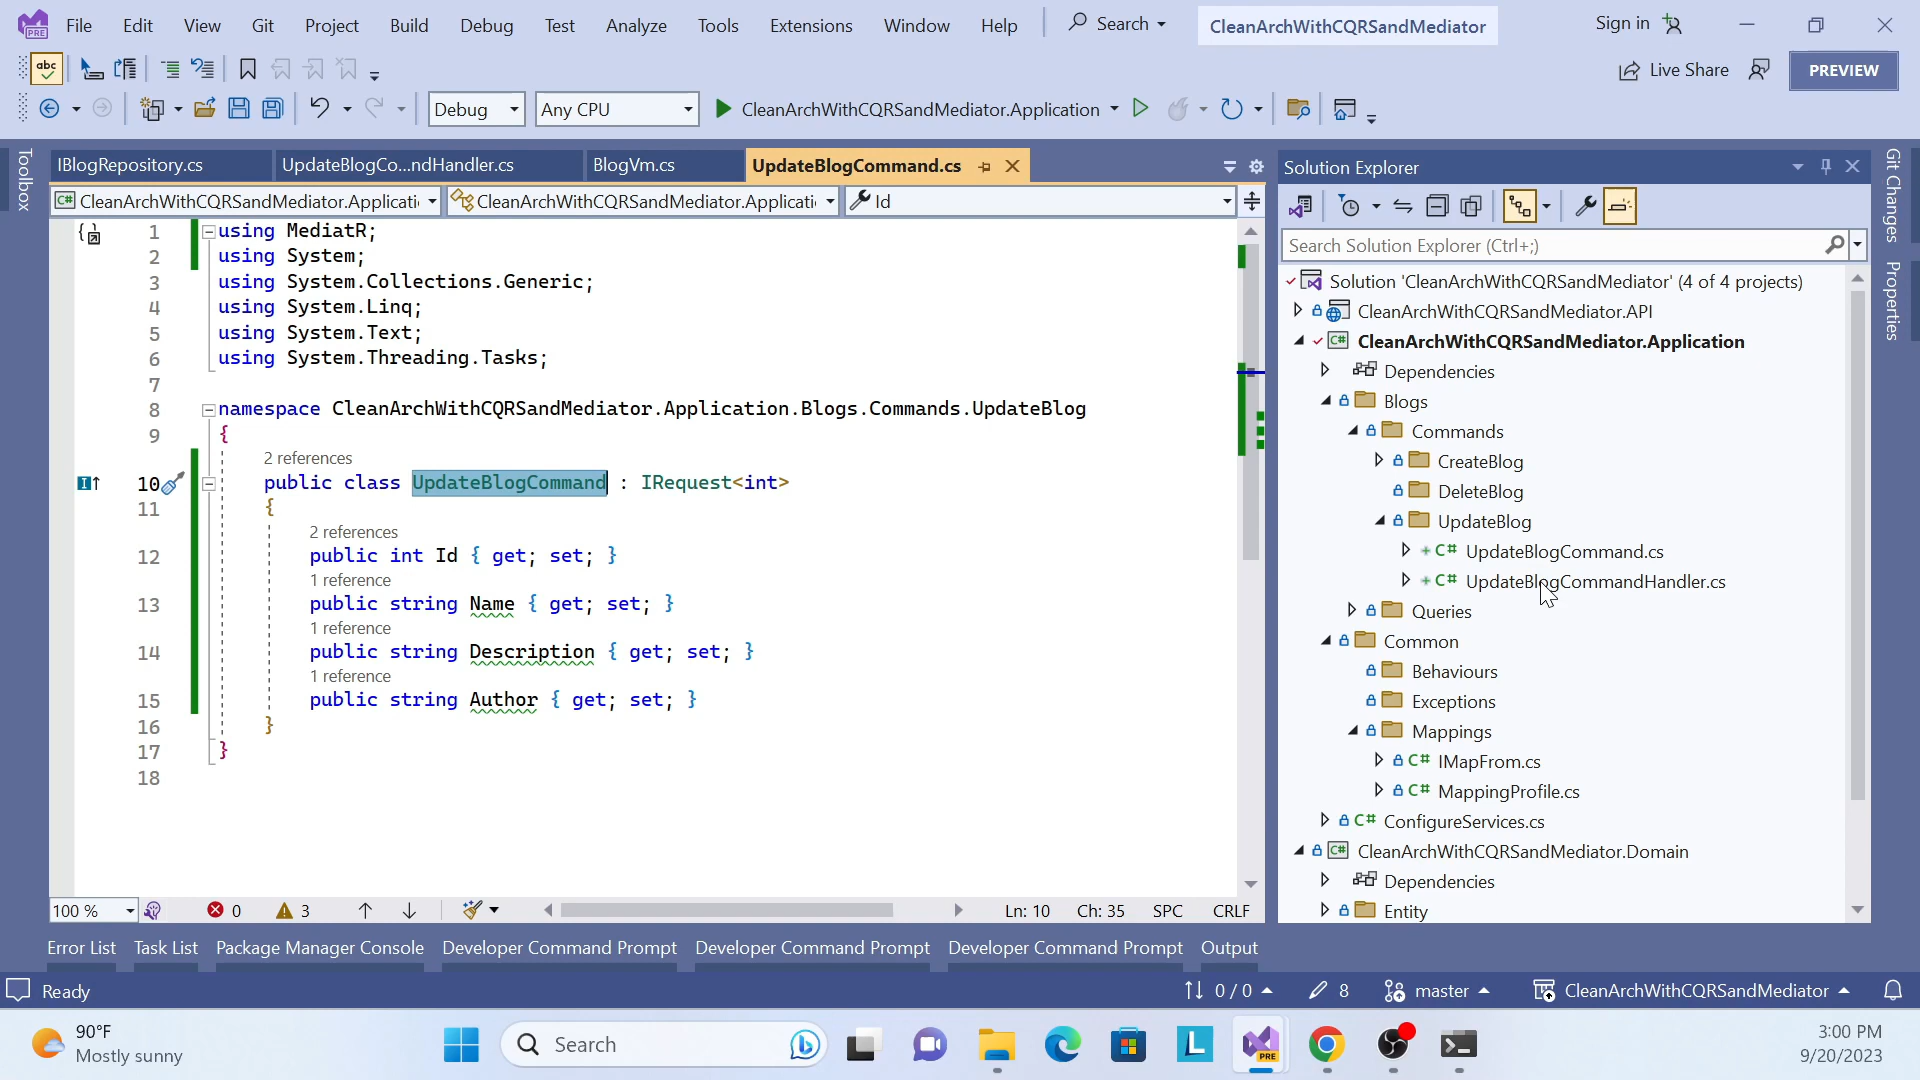 File Edit View Git Project Build Debug Test Analyze Tools Extensions Window Help Search CleanArchWithCQRSandMediator Sign in
PRE
abc Live Share PREVIEW
Debug Any CPU CleanArchWithCQRSandMediator.Application
Toolbox
IBlogRepository.cs UpdateBlogCo...ndHandler.cs BlogVm.cs UpdateBlogCommand.cs
CleanArchWithCQRSandMediator.Applicati CleanArchWithCQRSandMediator.Applicati Id
1 using MediatR;
2 using System;
3 using System.Collections.Generic;
4 using System.Linq;
5 using System.Text;
6 using System.Threading.Tasks;
7
8 namespace CleanArchWithCQRSandMediator.Application.Blogs.Commands.UpdateBlog
9 {
2 references
10 public class UpdateBlogCommand : IRequest<int>
11 {
2 references
12 public int Id { get; set; }
1 reference
13 public string Name { get; set; }
1 reference
14 public string Description { get; set; }
1 reference
15 public string Author { get; set; }
16 }
17 }
18
100 % 0 3 Ln: 10 Ch: 35 SPC CRLF
Solution Explorer
Search Solution Explorer (Ctrl+;)
Solution 'CleanArchWithCQRSandMediator' (4 of 4 projects)
CleanArchWithCQRSandMediator.API
C# CleanArchWithCQRSandMediator.Application
Dependencies
Blogs
Commands
CreateBlog
DeleteBlog
UpdateBlog
C# UpdateBlogCommand.cs
C# UpdateBlogCommandHandler.cs
Queries
Common
Behaviours
Exceptions
Mappings
C# IMapFrom.cs
C# MappingProfile.cs
C# ConfigureServices.cs
C# CleanArchWithCQRSandMediator.Domain
Dependencies
Entity
Git Changes
Properties
Error List Task List Package Manager Console Developer Command Prompt Developer Command Prompt Developer Command Prompt Output
Ready 0 / 0 8 master CleanArchWithCQRSandMediator
90°F
Mostly sunny
Search
L
PRE
3:00 PM
9/20/2023